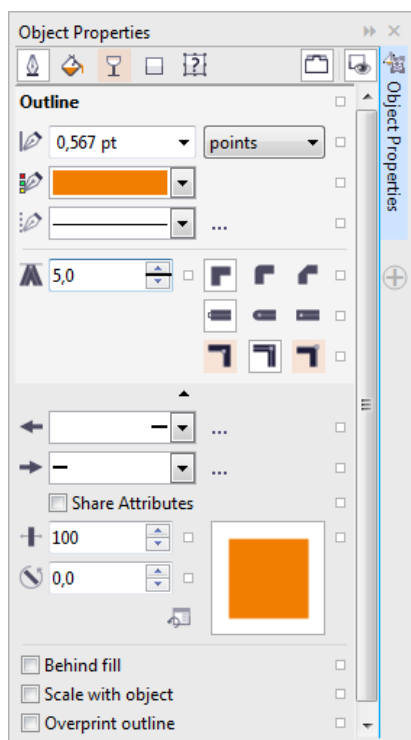 Object Properties
Object Properties
Outline
0,567 pt
points
...
5,0
...
...
Share Attributes
100
0,0
Behind fill
Scale with object
Overprint outline